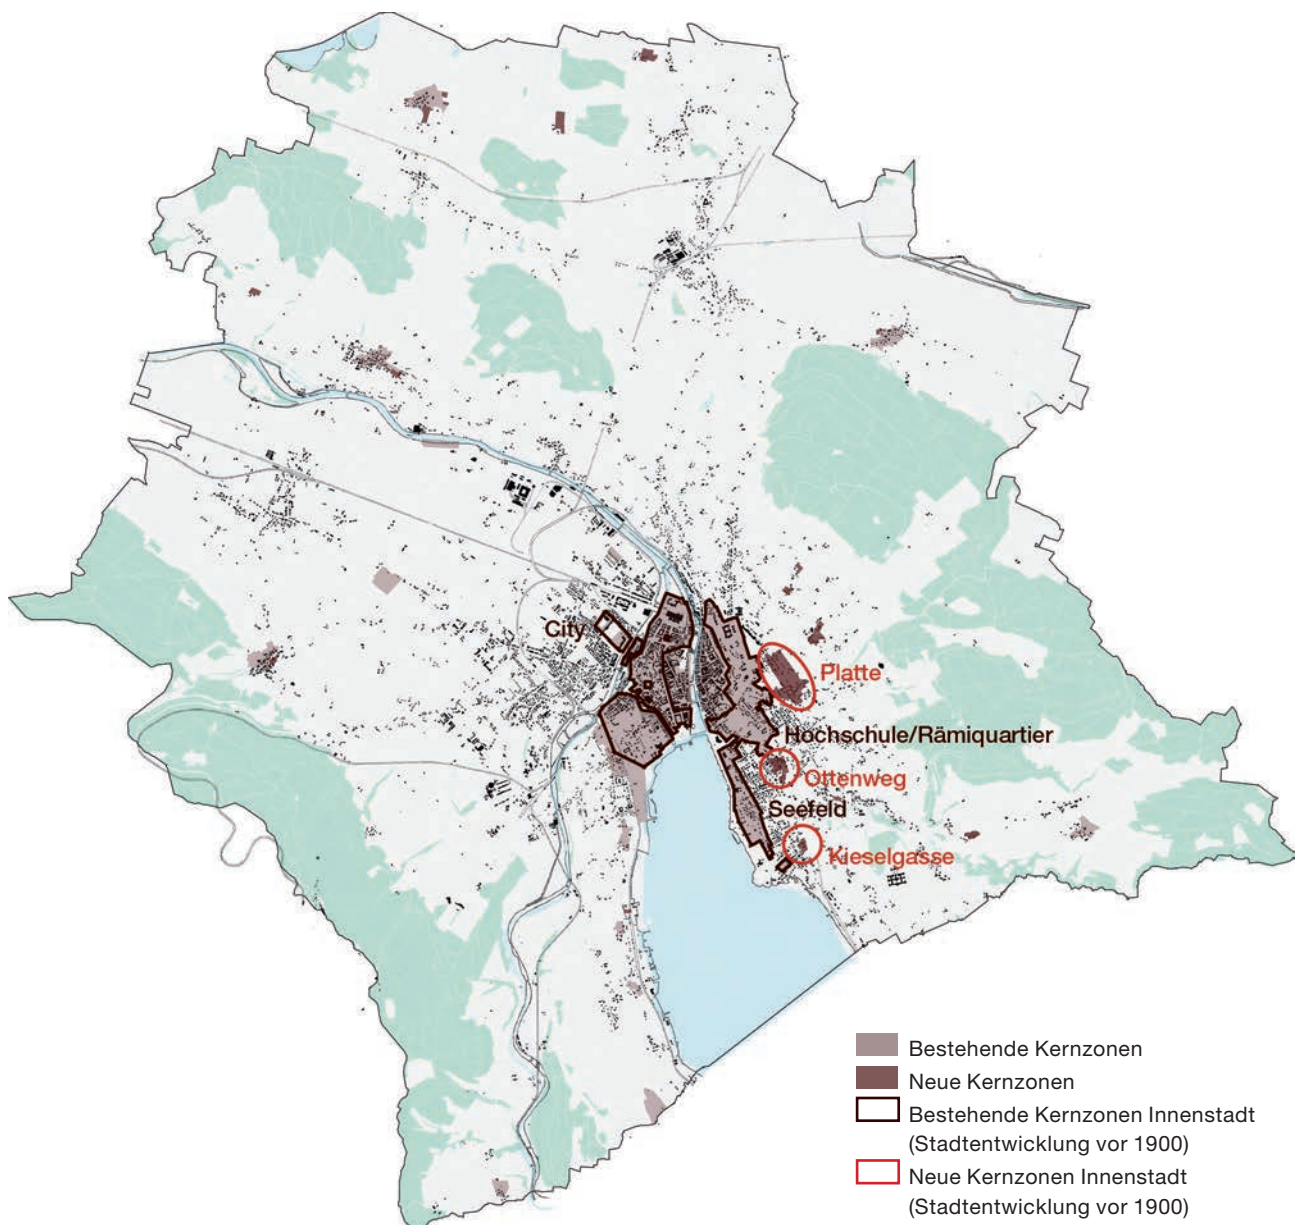 City
Platte
Hochschule/Rämiquartier
Ottenweg
Seefeld
Kieselgasse
Bestehende Kernzonen
Neue Kernzonen
Bestehende Kernzonen Innenstadt
(Stadtentwicklung vor 1900)
Neue Kernzonen Innenstadt
(Stadtentwicklung vor 1900)